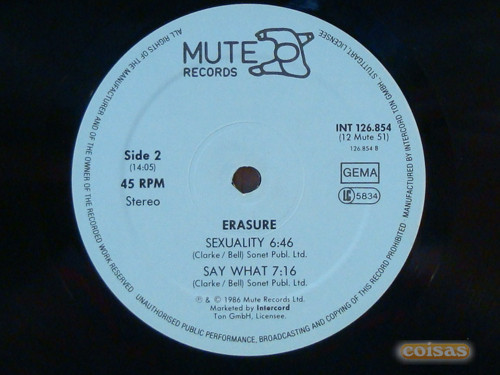 MUTE
RECORDS
INT 126.854
(12 Mute 51)
126.854 B
Side 2
(14:05)
45 RPM
Stereo
GEMA
LC 5834
ERASURE
SEXUALITY 6:46
(Clarke / Bell) Sonet Publ. Ltd.
SAY WHAT 7:16
(Clarke / Bell) Sonet Publ. Ltd.
℗ & © 1986 Mute Records Ltd.
Marketed by Intercord
Ton GmbH, Licensee.
ALL RIGHTS OF THE MANUFACTURER AND OF THE OWNER OF THE RECORDED WORK RESERVED
UNAUTHORISED PUBLIC PERFORMANCE, BROADCASTING AND COPYING OF THIS RECORD PROHIBITED
MANUFACTURED BY INTERCORD TON GMBH., STUTTGART, LICENSEE
coisas